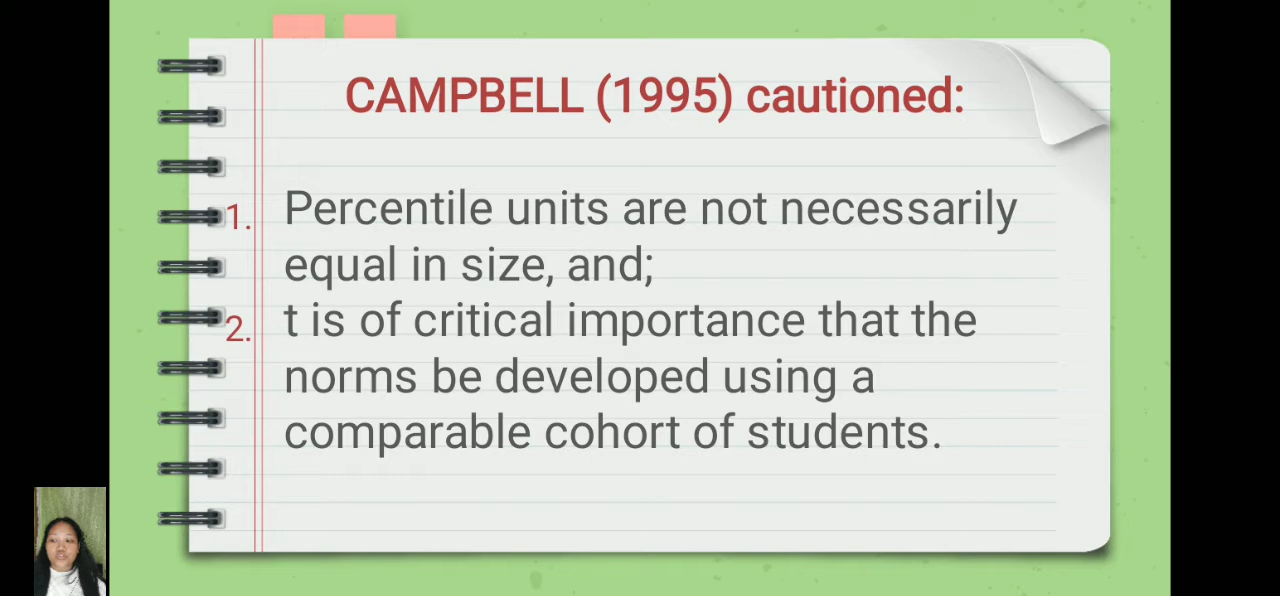 CAMPBELL (1995) cautioned:
1. Percentile units are not necessarily
equal in size, and;
2. t is of critical importance that the
norms be developed using a
comparable cohort of students.